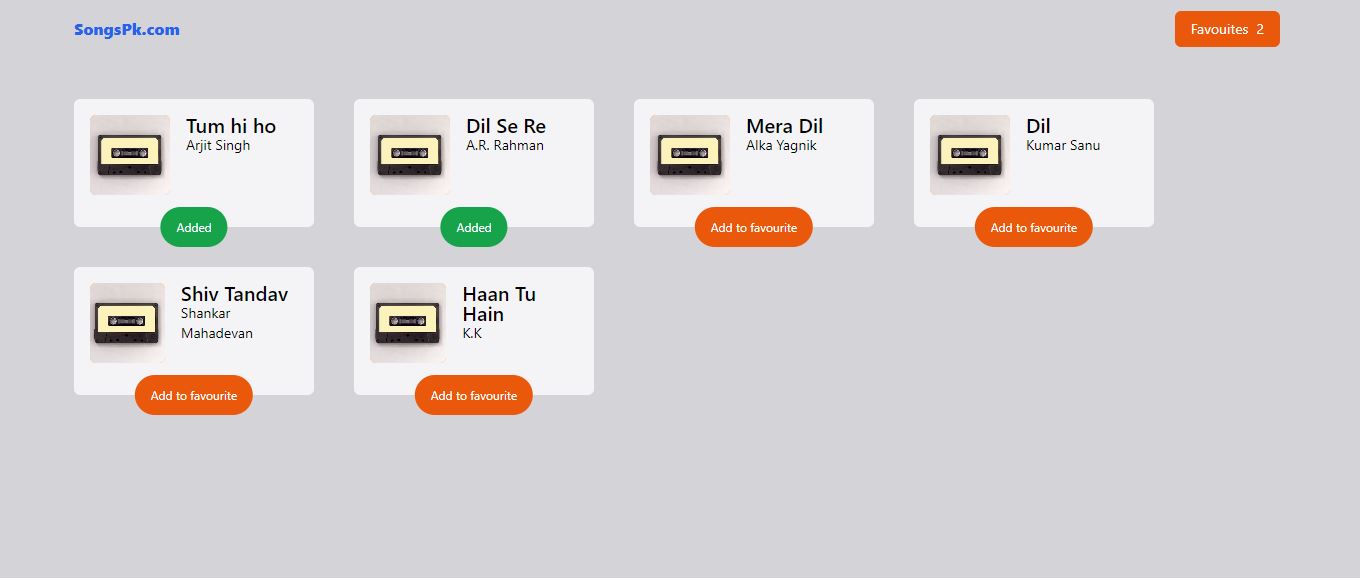 SongsPk.com
Favouites 2
Tum hi ho
Arjit Singh
Added
Dil Se Re
A.R. Rahman
Added
Mera Dil
Alka Yagnik
Add to favourite
Dil
Kumar Sanu
Add to favourite
Shiv Tandav
Shankar
Mahadevan
Add to favourite
Haan Tu
Hain
K.K
Add to favourite